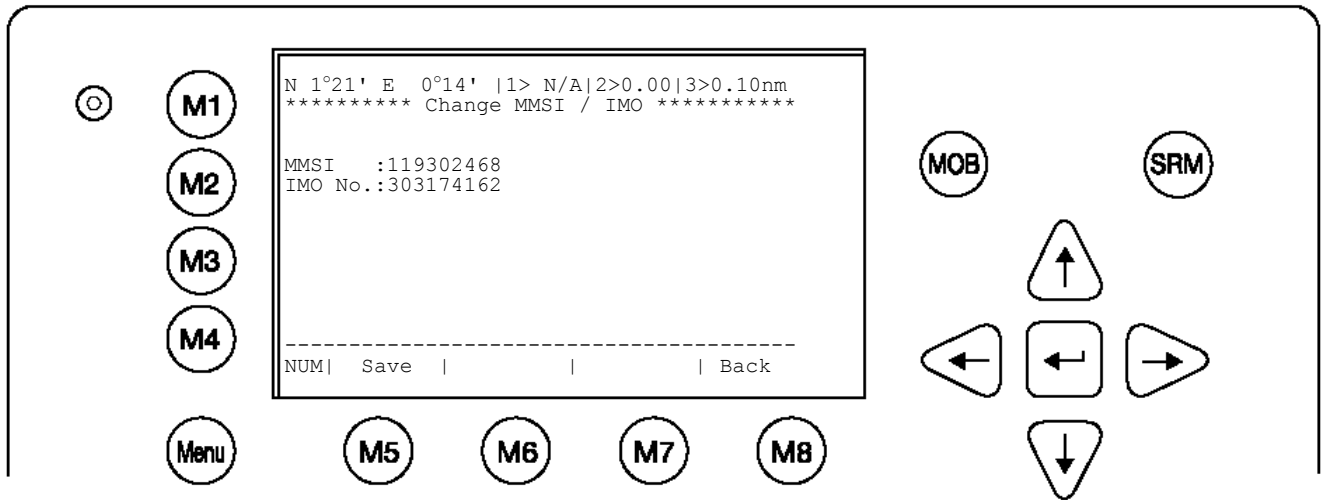 N 1°21' E  0°14' |1> N/A|2>0.00|3>0.10nm
********** Change MMSI / IMO ***********
M1
MMSI   :119302468
IMO No.:303174162
M2
MOB
SRM
M3
M4
----------------------------------------
NUM|  Save  |         |         | Back
Menu
M5
M6
M7
M8